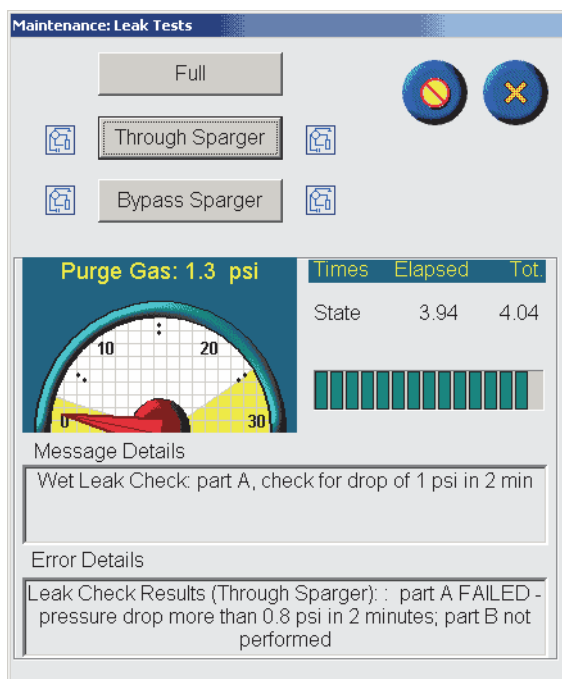 Maintenance: Leak Tests
Full
Through Sparger
Bypass Sparger
Purge Gas: 1.3 psi
10
20
0
30
Times Elapsed Tot.
State 3.94 4.04
Message Details
Wet Leak Check: part A, check for drop of 1 psi in 2 min
Error Details
Leak Check Results (Through Sparger): : part A FAILED -
pressure drop more than 0.8 psi in 2 minutes; part B not
performed